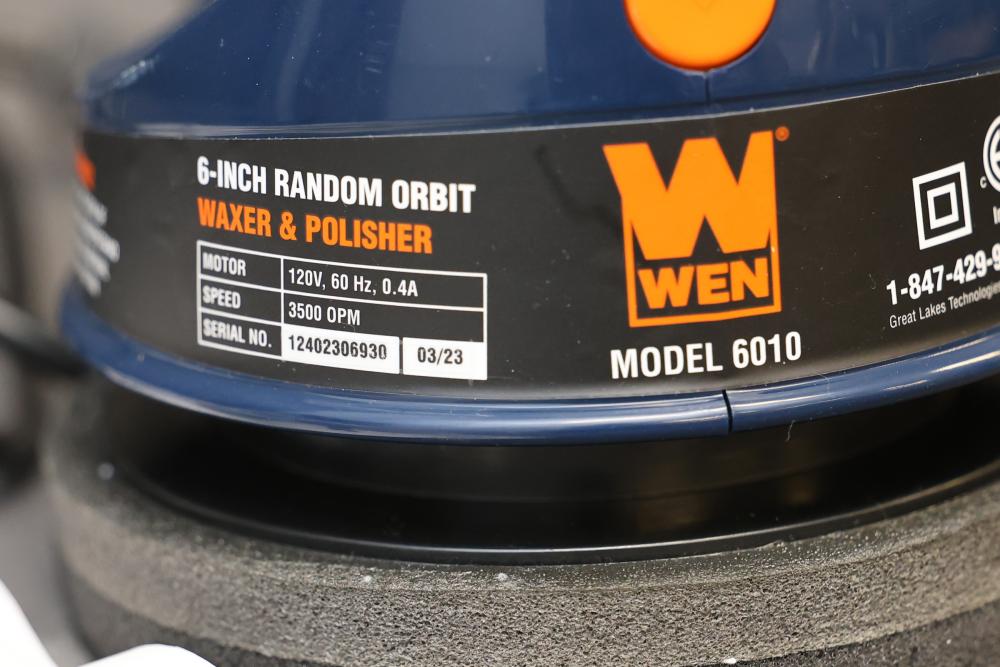 6-INCH RANDOM ORBIT
WAXER & POLISHER
MOTOR 120V, 60 Hz, 0.4A
SPEED 3500 OPM
SERIAL NO. 12402306930 03/23
W®
WEN
MODEL 6010
1-847-429-9
Great Lakes Technologies